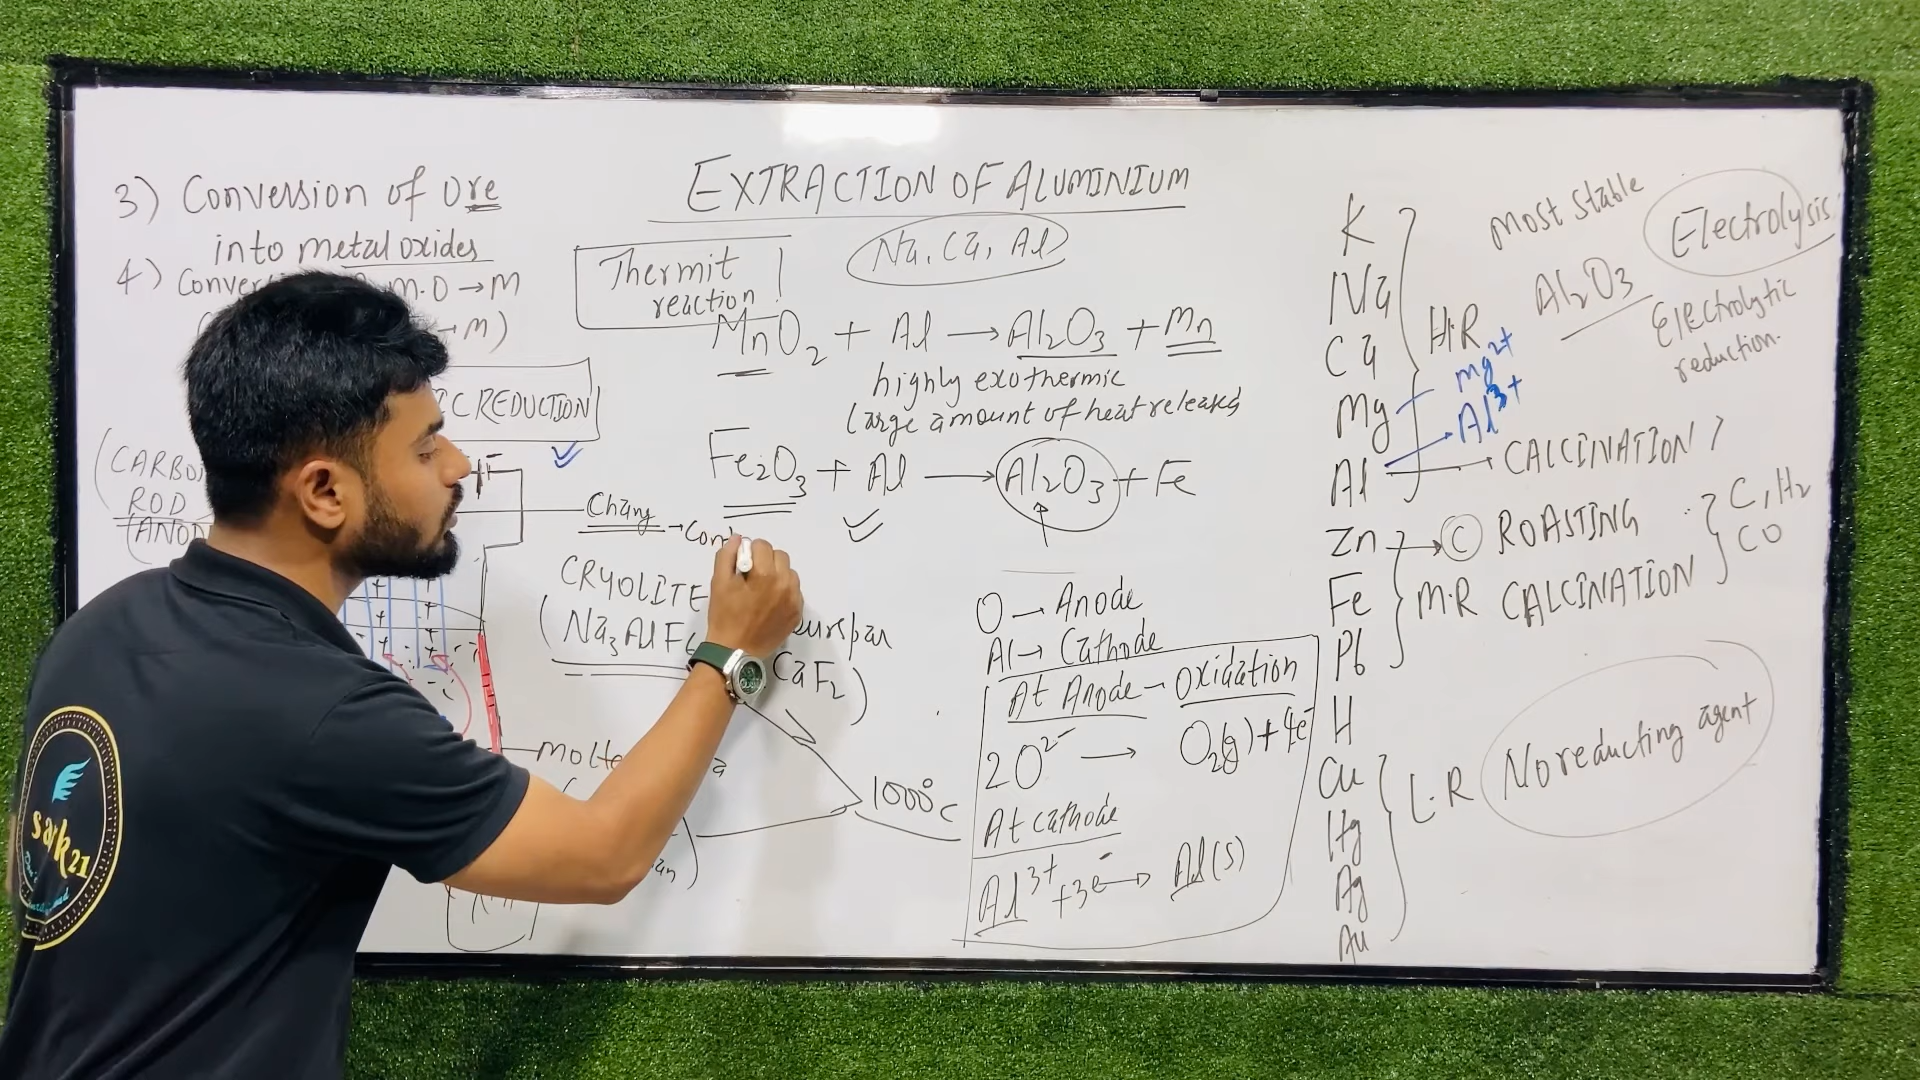 EXTRACTION OF ALUMINIUM
3) Conversion of Ore
into metal oxides
4) Conver M.O → M
→ M)
C REDUCTION
CARBO
ROD
(ANOD
Thermit
reaction !
Na, Ca, Al
MnO2 + Al → Al2O3 + Mn
highly exothermic
large amount of heat released
Fe2O3 + Al → Al2O3 + Fe
Chang → Con
CRYOLITE
(Na3AlF6
CaF2)
Molte
1000°C
O → Anode
Al → Cathode
At Anode - Oxidation
2O2- → O2(g) + 4e-
At cathode
Al3+ + 3e- → Al(s)
K
Na
Ca
Mg
Al
Zn
Fe
Pb
H
Cu
Hg
Ag
Au
H.R
Mg2+
Al3+
Most stable
Al2O3
Electrolysis
Electrolytic
reduction.
→ CALCINATION
→ C ROASTING
M.R CALCINATION
C, H2
CO
L.R No reducting agent
sark21